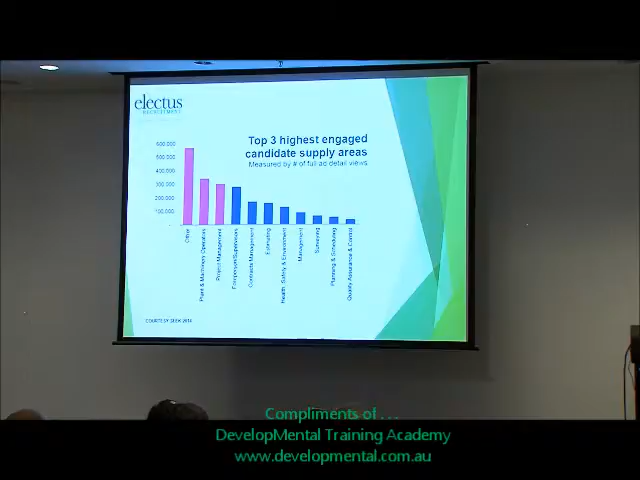 electus
RECRUITMENT
Top 3 highest engaged
candidate supply areas
Measured by # of full ad detail views
600,000
500,000
400,000
300,000
200,000
100,000
-
Other
Plant & Machinery Operators
Project Management
Foreperson/Supervisors
Contracts Management
Estimating
Health, Safety & Environment
Management
Surveying
Planning & Scheduling
Quality Assurance & Control
COURTESY SEEK 2014
Compliments of . . .
DevelopMental Training Academy
www.developmental.com.au